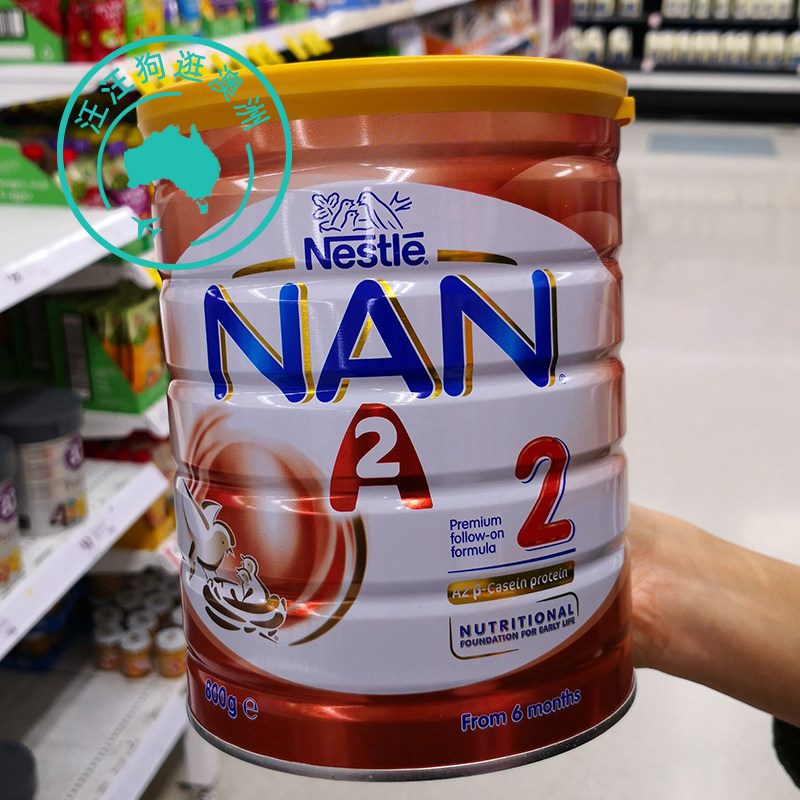 汪汪狗逛澳洲
Nestlé®
NAN®
A2
2
Premium
follow-on
formula
A2 β-Casein protein
NUTRITIONAL
FOUNDATION FOR EARLY LIFE
800g e
From 6 months